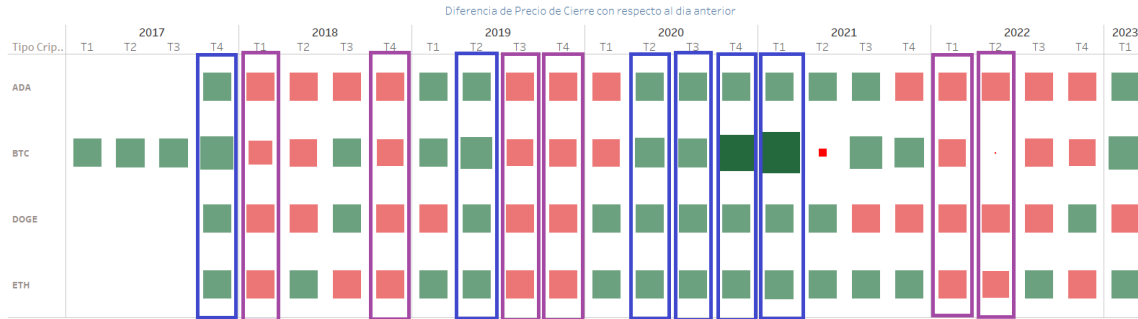 Diferencia de Precio de Cierre con respecto al dia anterior
2017 2018 2019 2020 2021 2022 2023
Tipo Crip.. T1 T2 T3 T4 T1 T2 T3 T4 T1 T2 T3 T4 T1 T2 T3 T4 T1 T2 T3 T4 T1 T2 T3 T4 T1
ADA
BTC
DOGE
ETH